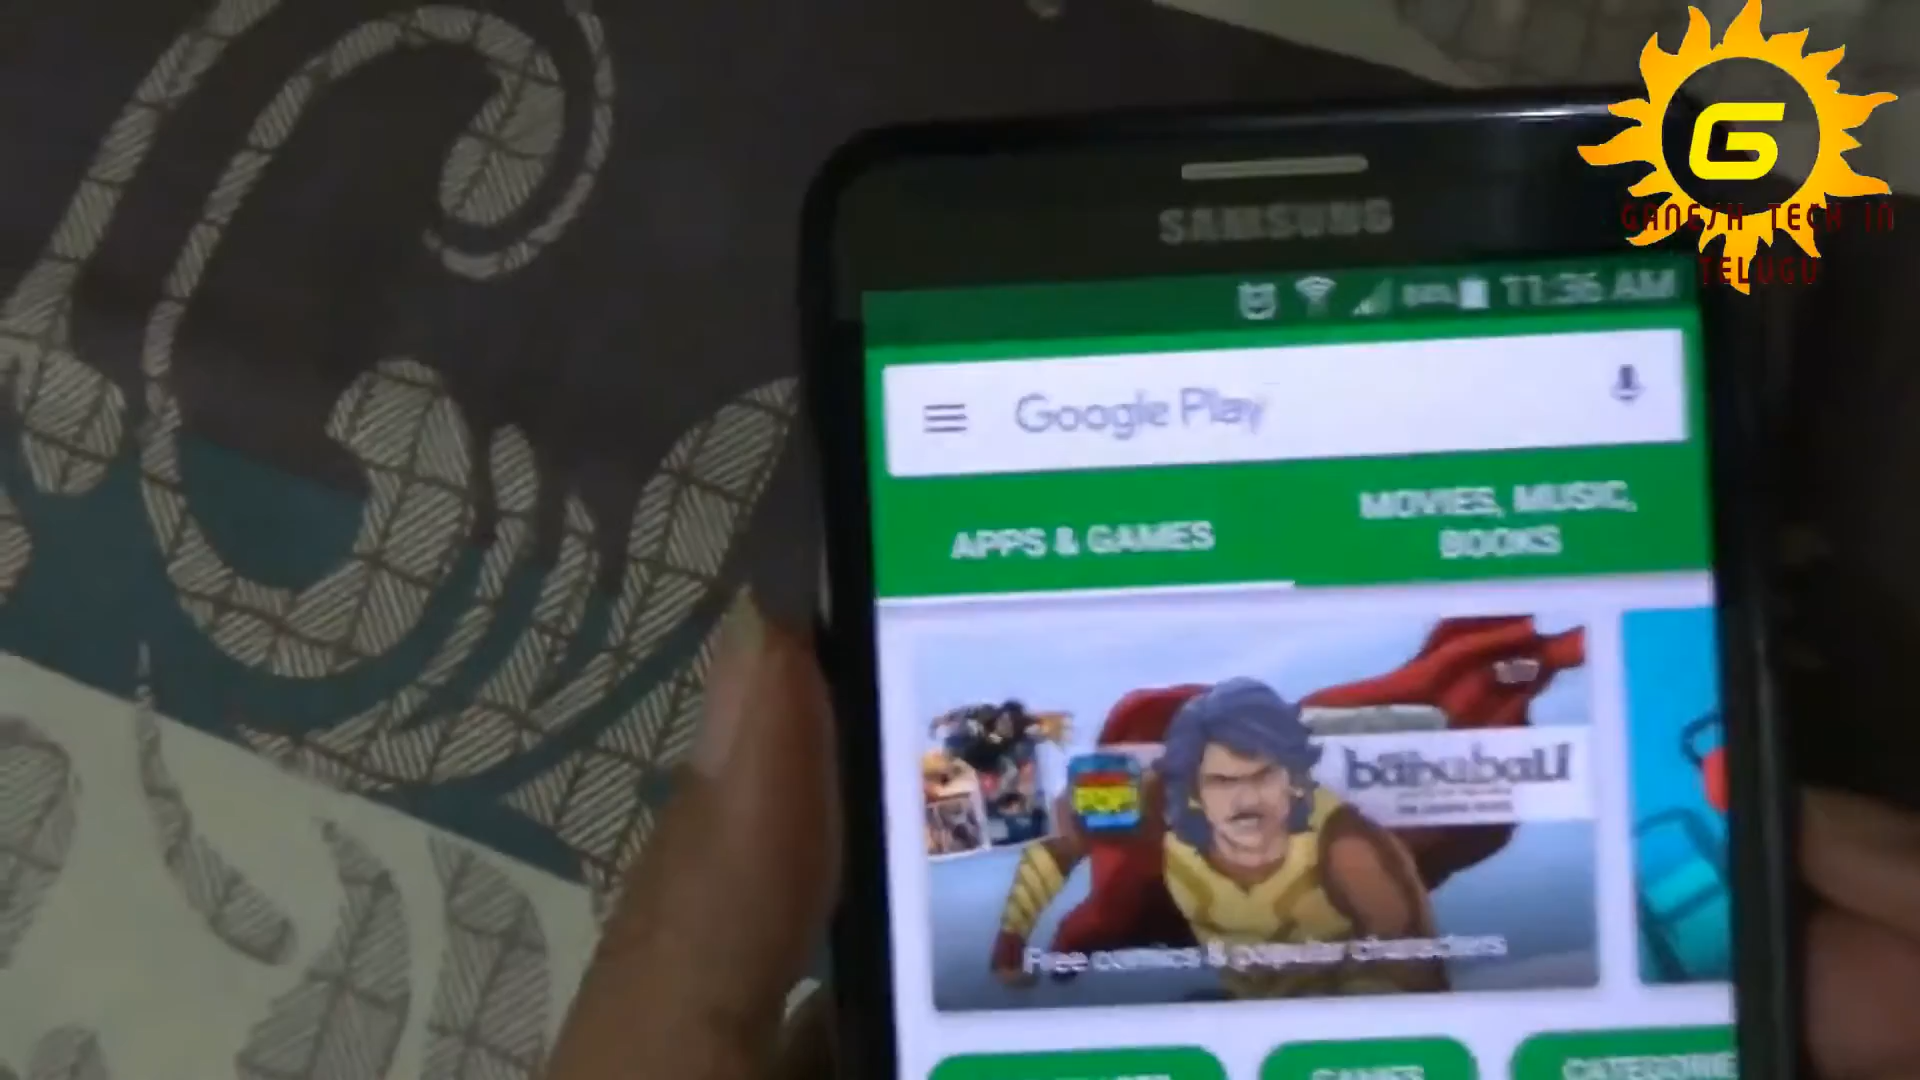 G
GANESH TECH IN
TELUGU
SAMSUNG
11:36 AM
Google Play
APPS & GAMES
MOVIES, MUSIC,
BOOKS
bahubali
Free comics & popular characters
GAMES